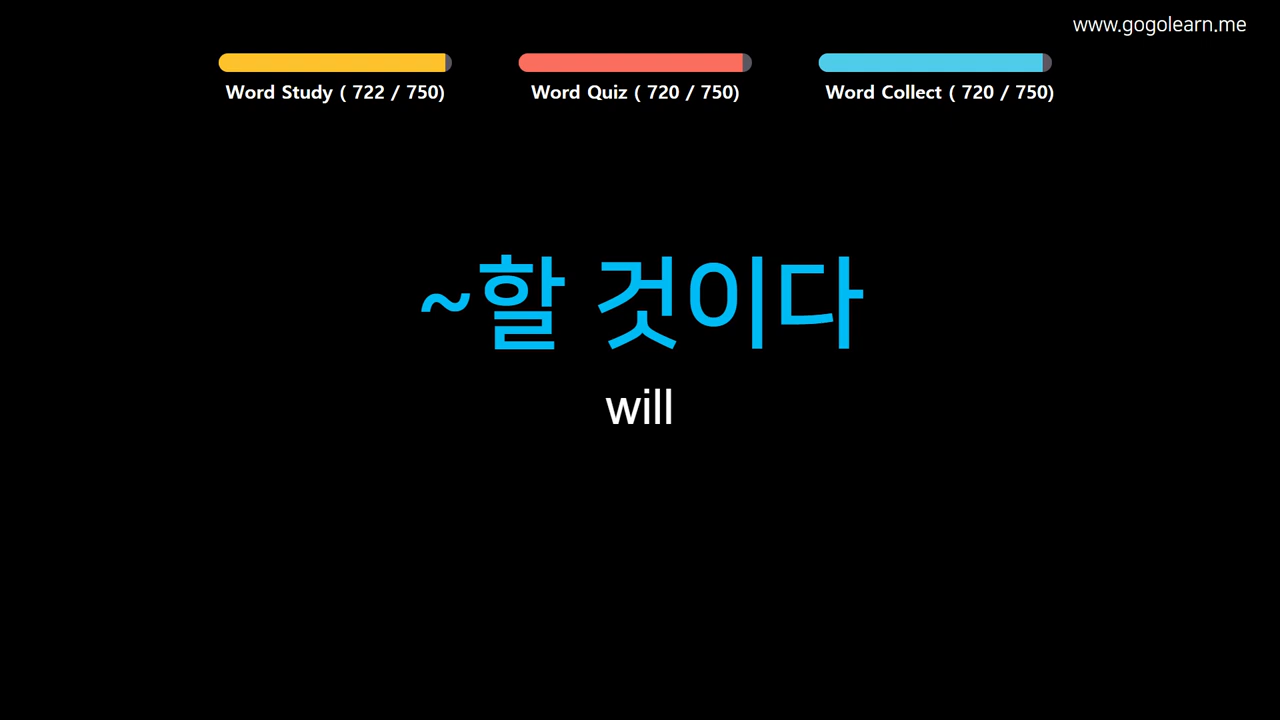 www.gogolearn.me
Word Study ( 722 / 750)
Word Quiz ( 720 / 750)
Word Collect ( 720 / 750)
~할 것이다
will